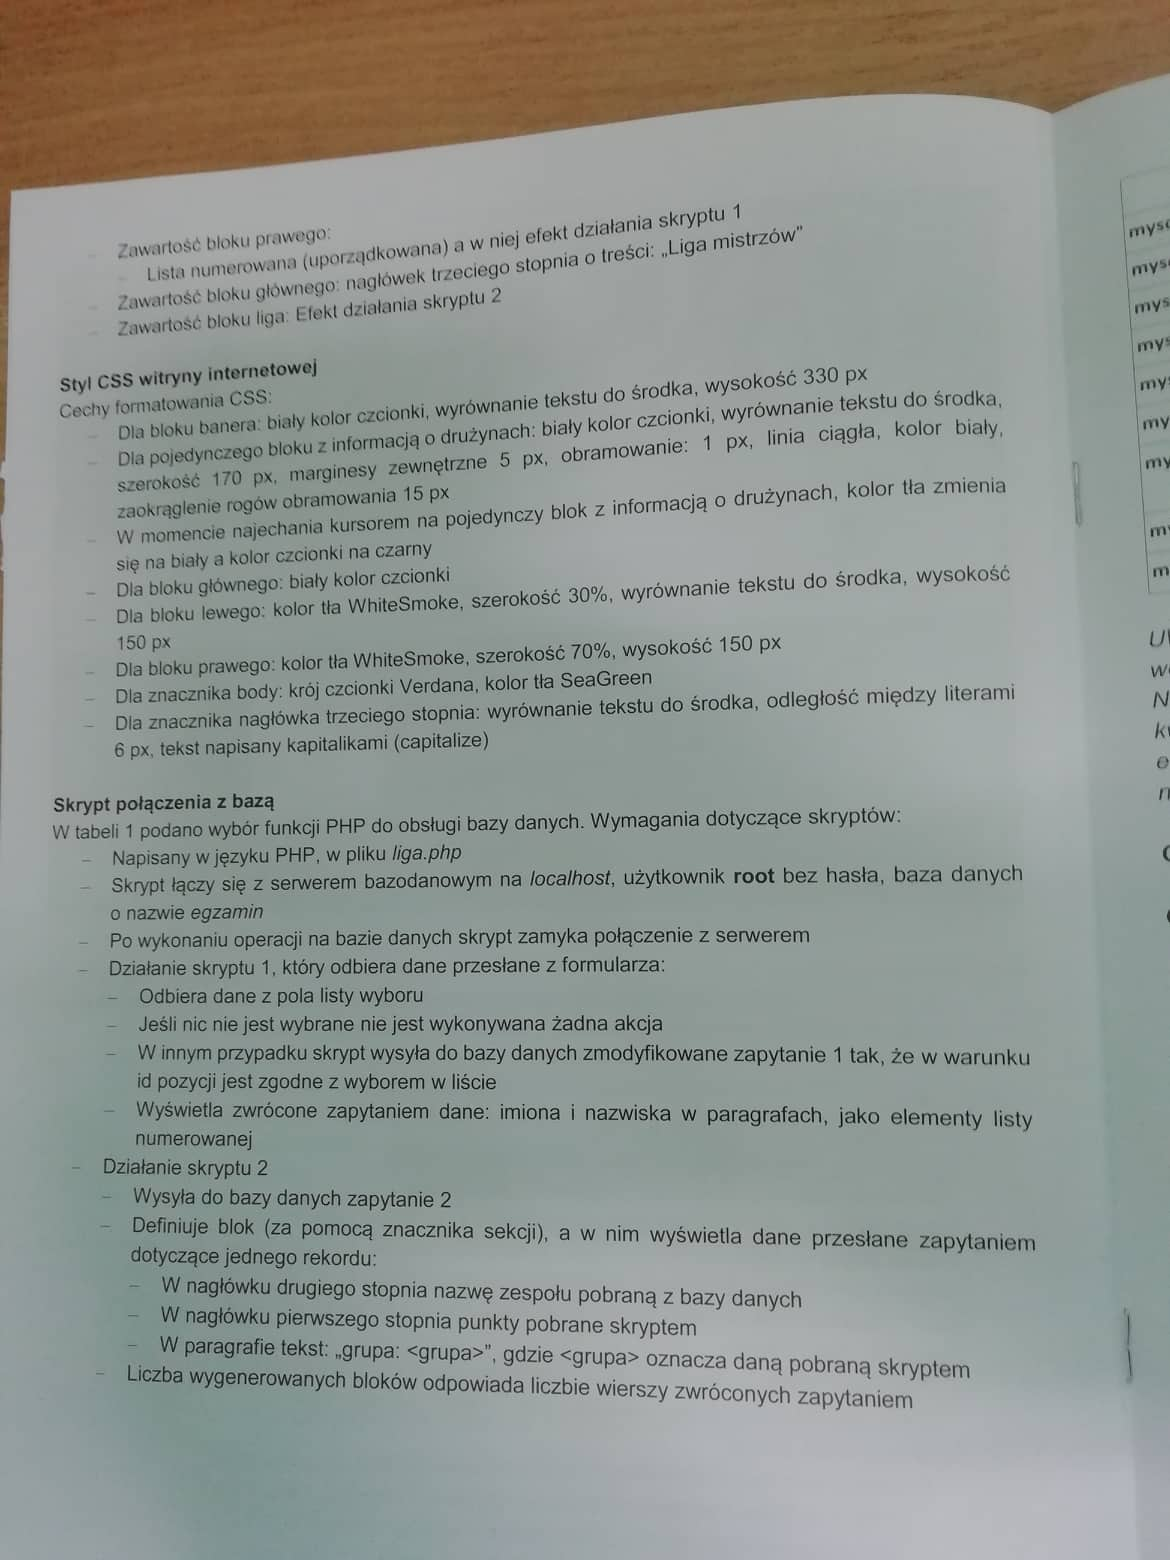 - Zawartość bloku prawego:
- Lista numerowana (uporządkowana) a w niej efekt działania skryptu 1
- Zawartość bloku głównego: nagłówek trzeciego stopnia o treści: „Liga mistrzów”
- Zawartość bloku liga: Efekt działania skryptu 2
Styl CSS witryny internetowej
Cechy formatowania CSS:
- Dla bloku banera: biały kolor czcionki, wyrównanie tekstu do środka, wysokość 330 px
- Dla pojedynczego bloku z informacją o drużynach: biały kolor czcionki, wyrównanie tekstu do środka,
szerokość 170 px, marginesy zewnętrzne 5 px, obramowanie: 1 px, linia ciągła, kolor biały,
zaokrąglenie rogów obramowania 15 px
- W momencie najechania kursorem na pojedynczy blok z informacją o drużynach, kolor tła zmienia
się na biały a kolor czcionki na czarny
- Dla bloku głównego: biały kolor czcionki
- Dla bloku lewego: kolor tła WhiteSmoke, szerokość 30%, wyrównanie tekstu do środka, wysokość
150 px
- Dla bloku prawego: kolor tła WhiteSmoke, szerokość 70%, wysokość 150 px
- Dla znacznika body: krój czcionki Verdana, kolor tła SeaGreen
- Dla znacznika nagłówka trzeciego stopnia: wyrównanie tekstu do środka, odległość między literami
6 px, tekst napisany kapitalikami (capitalize)
Skrypt połączenia z bazą
W tabeli 1 podano wybór funkcji PHP do obsługi bazy danych. Wymagania dotyczące skryptów:
- Napisany w języku PHP, w pliku liga.php
- Skrypt łączy się z serwerem bazodanowym na localhost, użytkownik root bez hasła, baza danych
o nazwie egzamin
- Po wykonaniu operacji na bazie danych skrypt zamyka połączenie z serwerem
- Działanie skryptu 1, który odbiera dane przesłane z formularza:
- Odbiera dane z pola listy wyboru
- Jeśli nic nie jest wybrane nie jest wykonywana żadna akcja
- W innym przypadku skrypt wysyła do bazy danych zmodyfikowane zapytanie 1 tak, że w warunku
id pozycji jest zgodne z wyborem w liście
- Wyświetla zwrócone zapytaniem dane: imiona i nazwiska w paragrafach, jako elementy listy
numerowanej
- Działanie skryptu 2
- Wysyła do bazy danych zapytanie 2
- Definiuje blok (za pomocą znacznika sekcji), a w nim wyświetla dane przesłane zapytaniem
dotyczące jednego rekordu:
- W nagłówku drugiego stopnia nazwę zespołu pobraną z bazy danych
- W nagłówku pierwszego stopnia punkty pobrane skryptem
- W paragrafie tekst: „grupa: <grupa>”, gdzie <grupa> oznacza daną pobraną skryptem
- Liczba wygenerowanych bloków odpowiada liczbie wierszy zwróconych zapytaniem